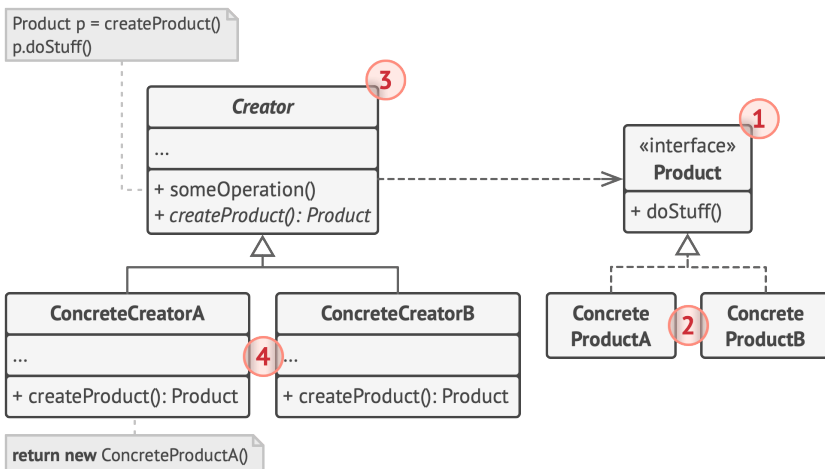 Product p = createProduct()
p.doStuff()
3
Creator
...
+ someOperation()
+ createProduct(): Product
1
«interface»
Product
+ doStuff()
ConcreteCreatorA
...
+ createProduct(): Product
4
ConcreteCreatorB
...
+ createProduct(): Product
Concrete
ProductA
2
Concrete
ProductB
return new ConcreteProductA()